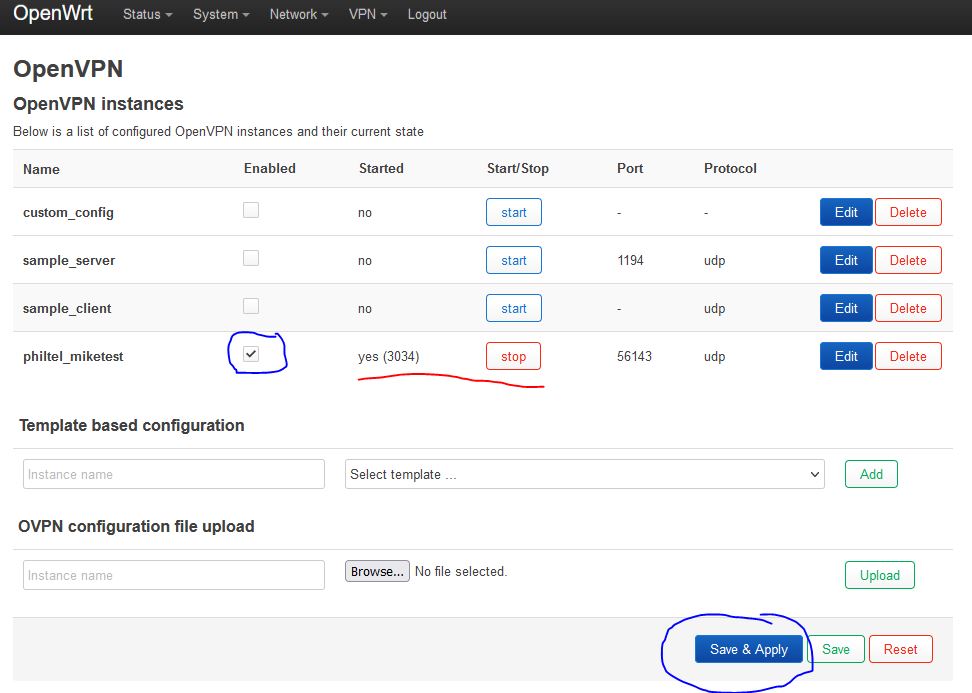 OpenWrt Status System Network VPN Logout
OpenVPN
OpenVPN instances
Below is a list of configured OpenVPN instances and their current state
Name Enabled Started Start/Stop Port Protocol
custom_config no start - - Edit Delete
sample_server no start 1194 udp Edit Delete
sample_client no start - udp Edit Delete
philtel_miketest yes (3034) stop 56143 udp Edit Delete
Template based configuration
Instance name Select template ... Add
OVPN configuration file upload
Instance name Browse... No file selected. Upload
Save & Apply Save Reset